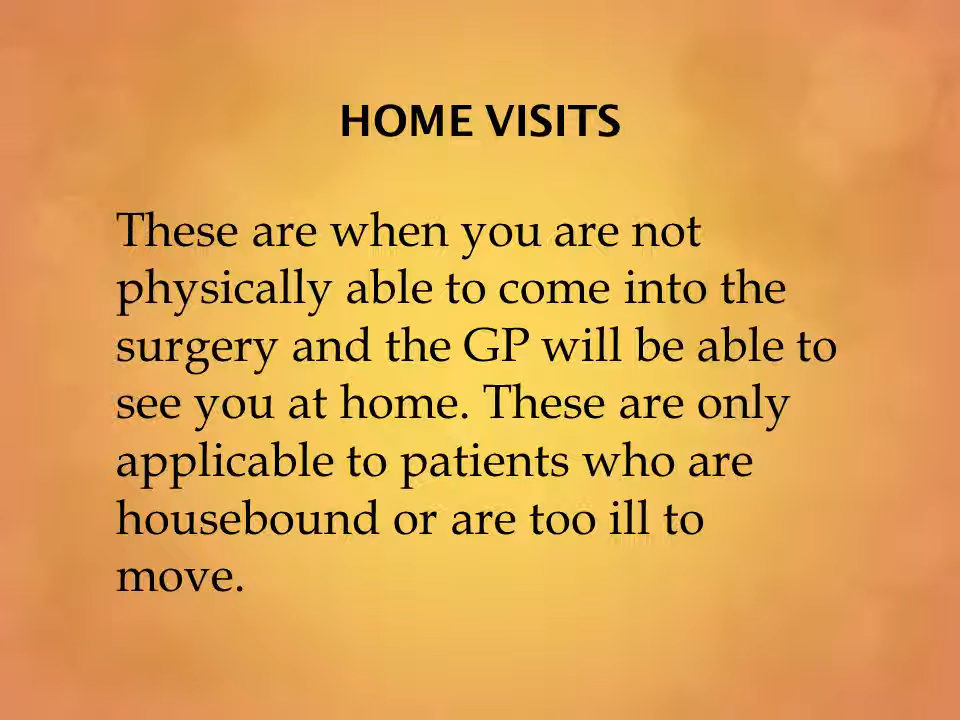 HOME VISITS
These are when you are not
physically able to come into the
surgery and the GP will be able to
see you at home. These are only
applicable to patients who are
housebound or are too ill to
move.